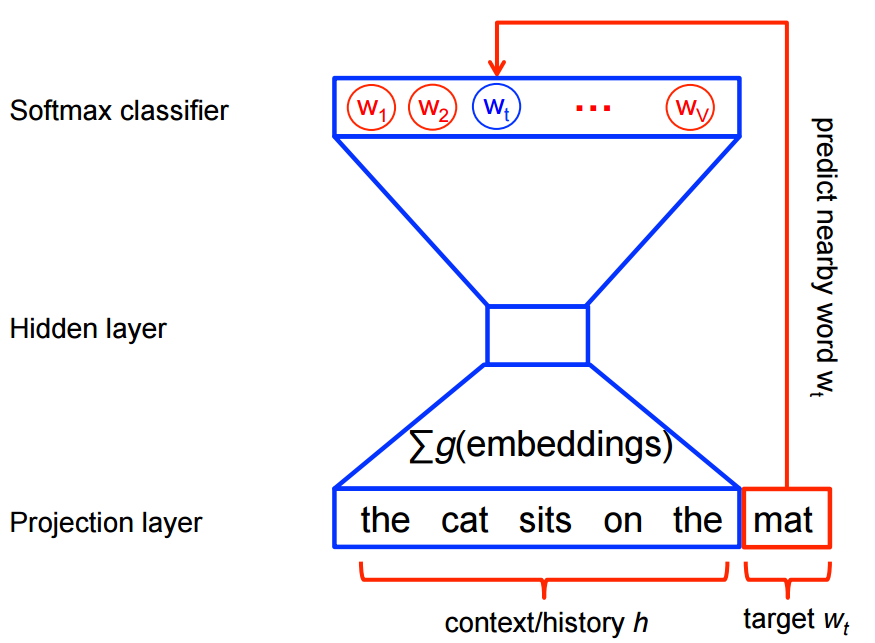 Softmax classifier
w1 w2 wt ... wV
predict nearby word wt
Hidden layer
∑g(embeddings)
Projection layer
the cat sits on the mat
context/history h
target wt